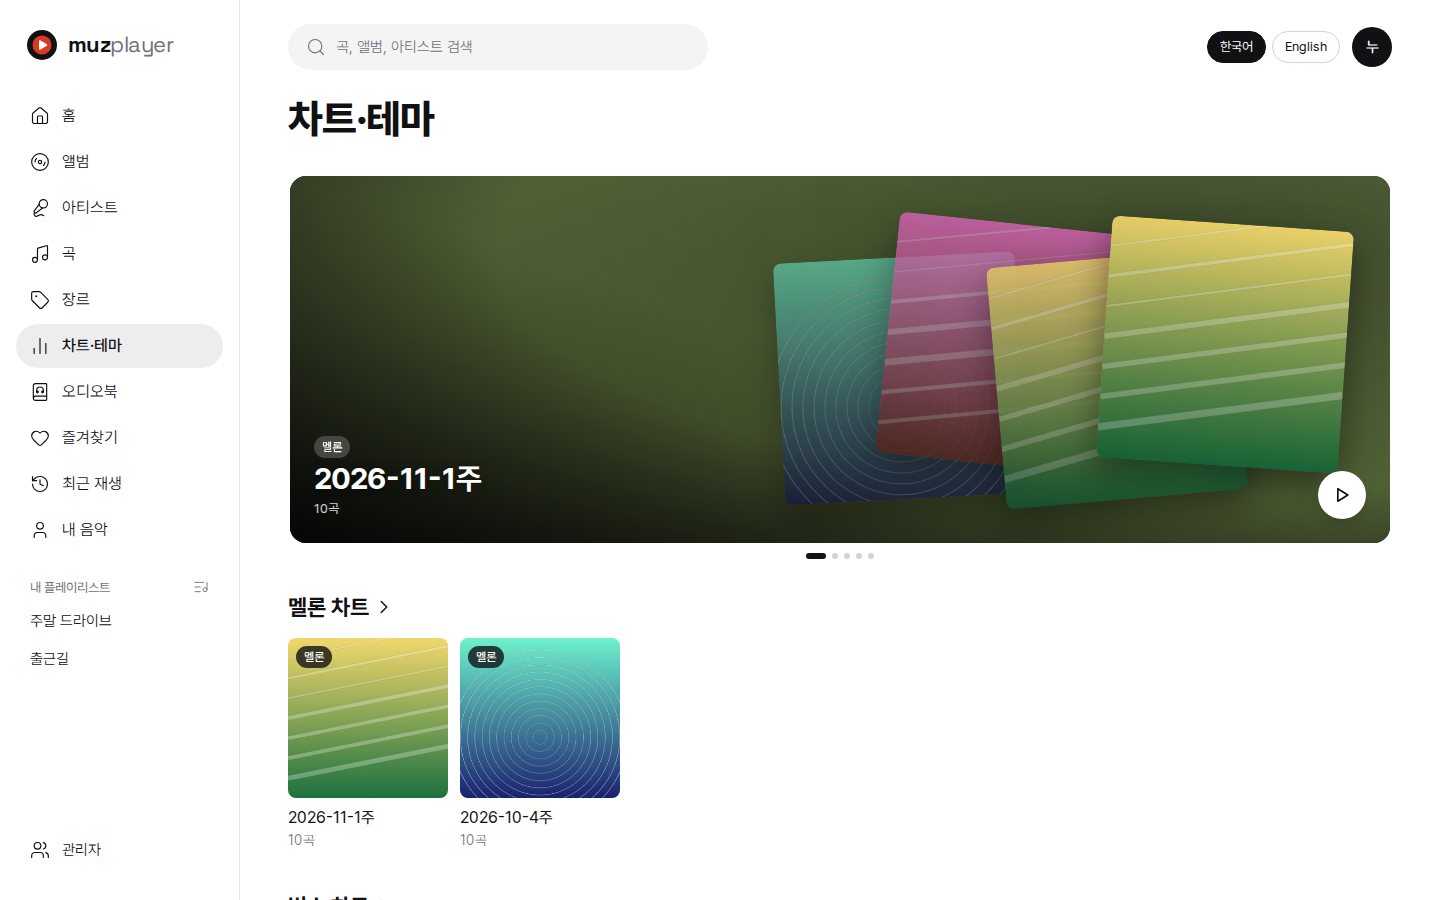 muzplayer
곡, 앨범, 아티스트 검색
한국어
English
누
홈
앨범
아티스트
곡
장르
차트·테마
오디오북
즐겨찾기
최근 재생
내 음악
내 플레이리스트
주말 드라이브
출근길
관리자
차트·테마
멜론
2026-11-1주
10곡
멜론 차트
멜론
2026-11-1주
10곡
멜론
2026-10-4주
10곡